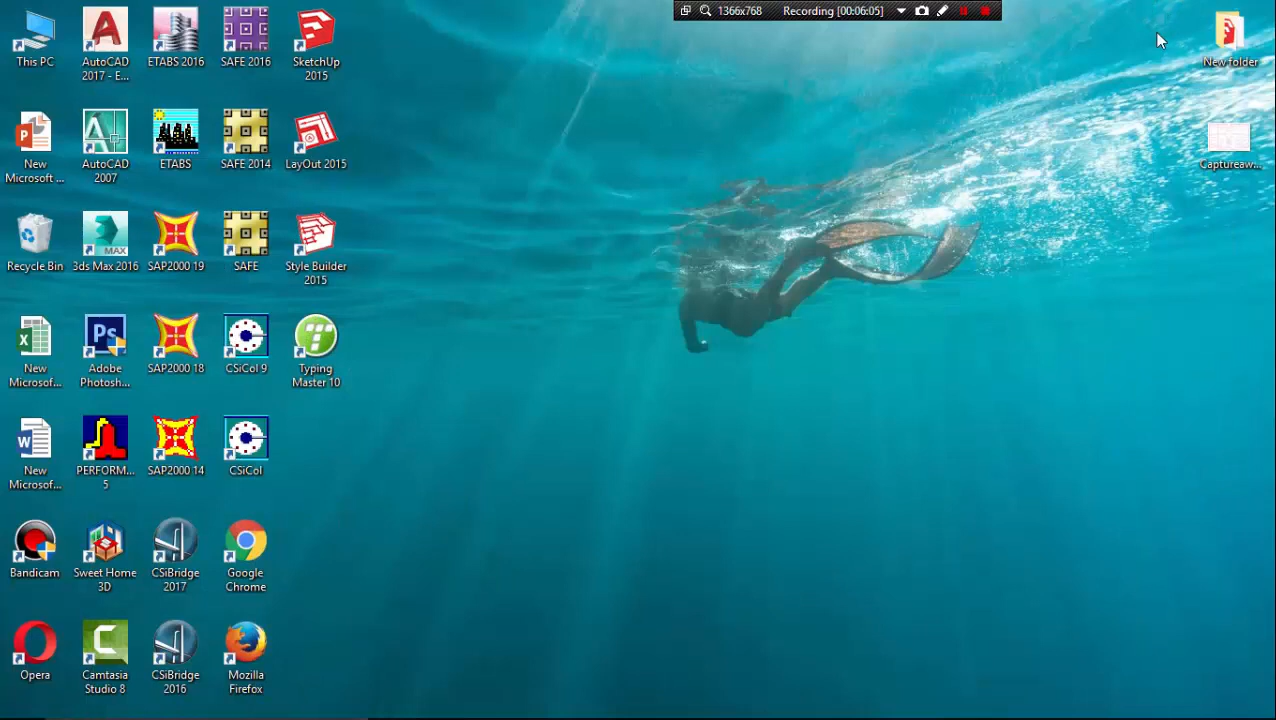 1366x768
Recording [00:06:05]
This PC
AutoCAD
2017 - E...
ETABS 2016
SAFE 2016
SketchUp
2015
New folder
New
Microsoft ...
AutoCAD
2007
ETABS
SAFE 2014
LayOut 2015
Captureaw...
Recycle Bin
3ds Max 2016
SAP2000 19
SAFE
Style Builder
2015
New
Microsof...
Adobe
Photosh...
SAP2000 18
CSiCol 9
Typing
Master 10
New
Microsof...
PERFORM...
5
SAP2000 14
CSiCol
Bandicam
Sweet Home
3D
CSiBridge
2017
Google
Chrome
Opera
Camtasia
Studio 8
CSiBridge
2016
Mozilla
Firefox